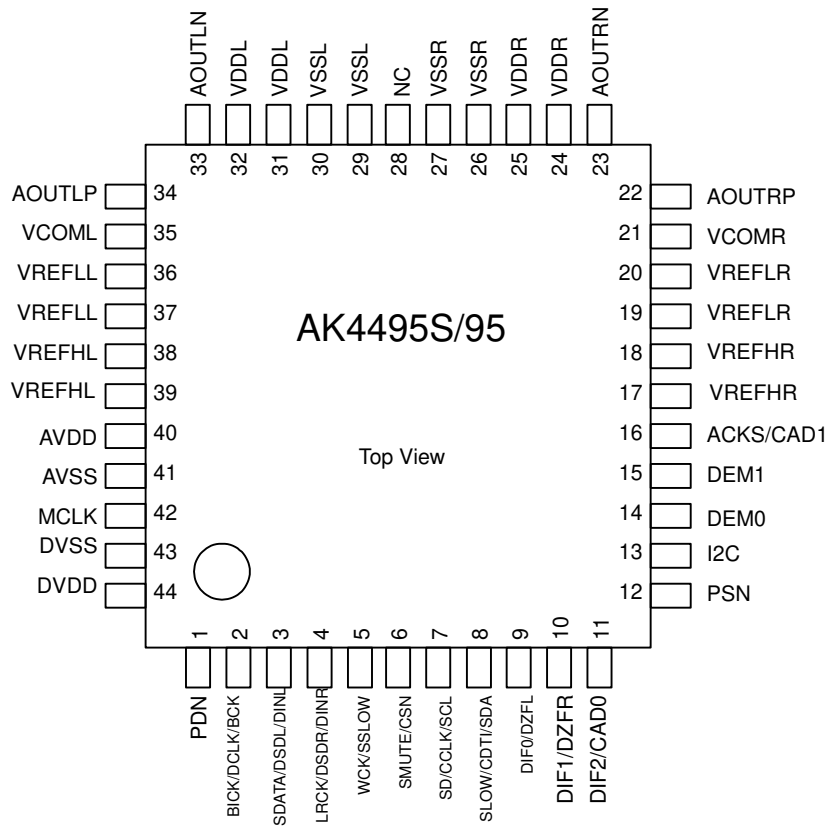 AOUTLN
VDDL
VDDL
VSSL
VSSL
NC
VSSR
VSSR
VDDR
VDDR
AOUTRN
33
32
31
30
29
28
27
26
25
24
23
AOUTLP 34
VCOML 35
VREFLL 36
VREFLL 37
VREFHL 38
VREFHL 39
AVDD 40
AVSS 41
MCLK 42
DVSS 43
DVDD 44
AK4495S/95
Top View
22 AOUTRP
21 VCOMR
20 VREFLR
19 VREFLR
18 VREFHR
17 VREFHR
16 ACKS/CAD1
15 DEM1
14 DEM0
13 I2C
12 PSN
1
2
3
4
5
6
7
8
9
10
11
PDN
BICK/DCLK/BCK
SDATA/DSDL/DINL
LRCK/DSDR/DINR
WCK/SSLOW
SMUTE/CSN
SD/CCLK/SCL
SLOW/CDTI/SDA
DIF0/DZFL
DIF1/DZFR
DIF2/CAD0